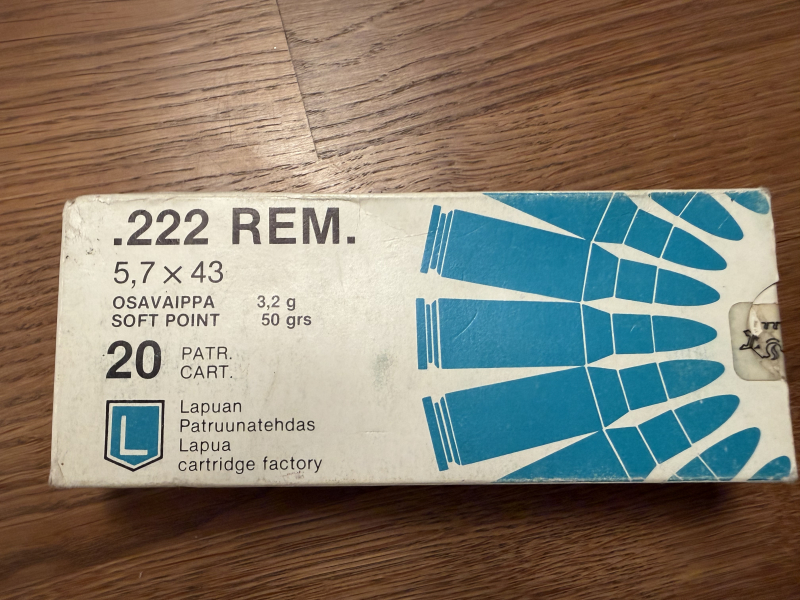 .222 REM.
5,7 × 43
OSAVAIPPA 3,2 g
SOFT POINT 50 grs
20 PATR.
CART.
L
Lapuan
Patruunatehdas
Lapua
cartridge factory